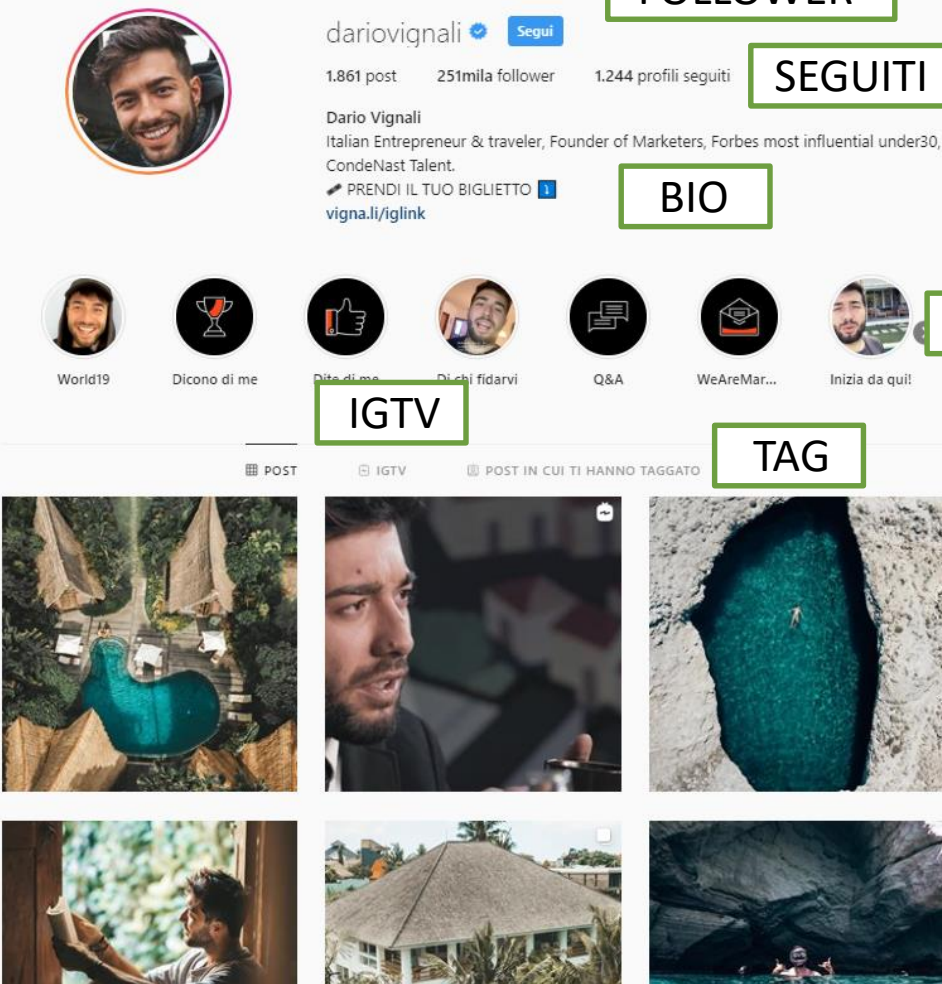 FOLLOWER
dariovignali Segui
1.861 post 251mila follower 1.244 profili seguiti
SEGUITI
Dario Vignali
Italian Entrepreneur & traveler, Founder of Marketers, Forbes most influential under30,
CondeNast Talent.
PRENDI IL TUO BIGLIETTO
vigna.li/iglink
BIO
World19 Dicono di me Dite di me Di chi fidarvi Q&A WeAreMar... Inizia da qui!
IGTV
TAG
POST IGTV POST IN CUI TI HANNO TAGGATO